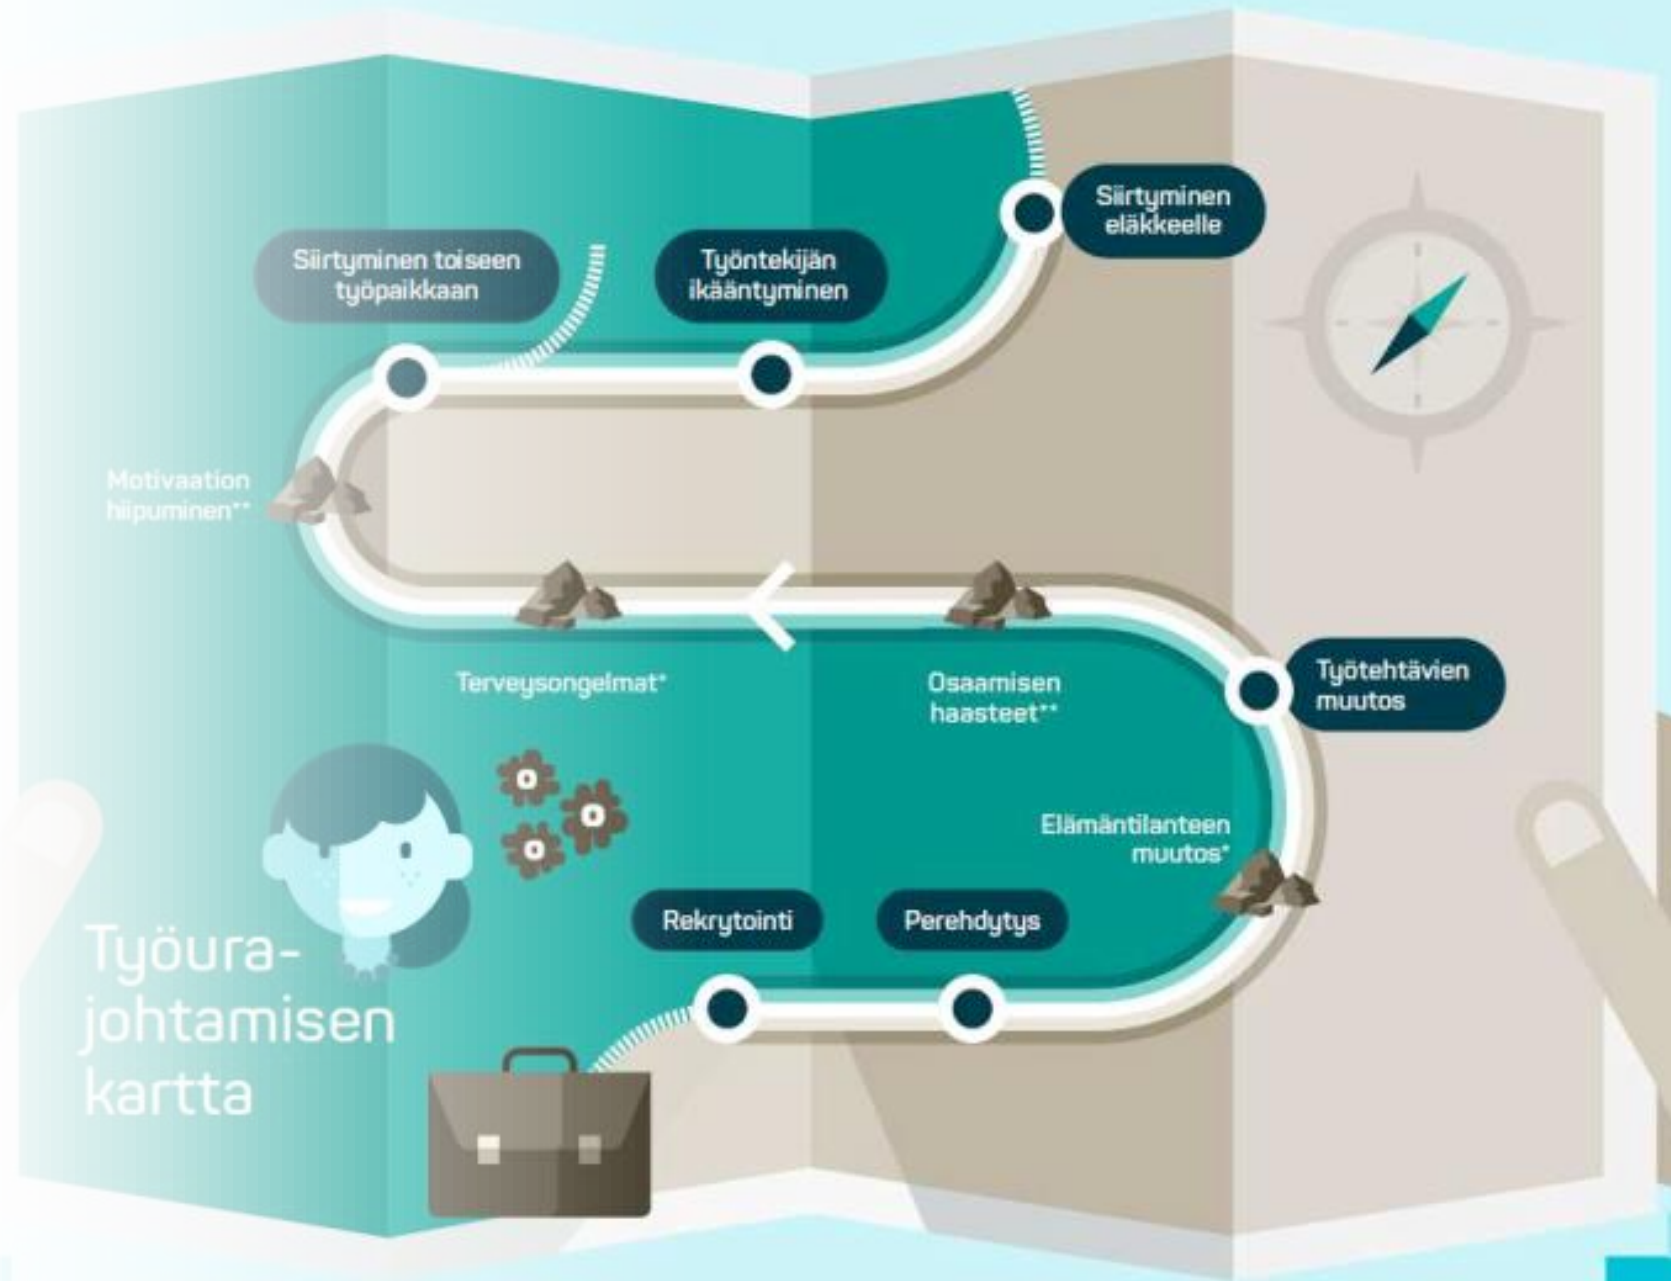 Siirtyminen
eläkkeelle
Siirtyminen toiseen
työpaikkaan
Työntekijän
ikääntyminen
Motivaation
hiipuminen**
Terveysongelmat*
Osaamisen
haasteet**
Työtehtävien
muutos
Elämäntilanteen
muutos*
Rekrytointi
Perehdytys
Työura-
johtamisen
kartta